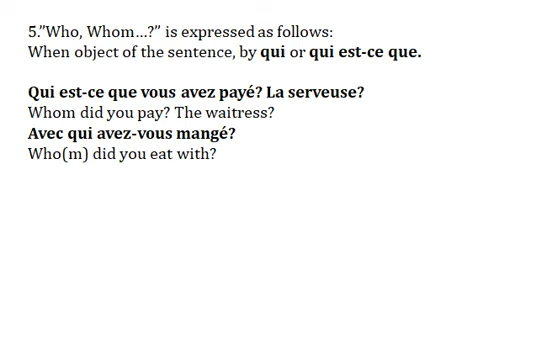 5."Who, Whom…?" is expressed as follows:
When object of the sentence, by qui or qui est-ce que.
Qui est-ce que vous avez payé? La serveuse?
Whom did you pay? The waitress?
Avec qui avez-vous mangé?
Who(m) did you eat with?